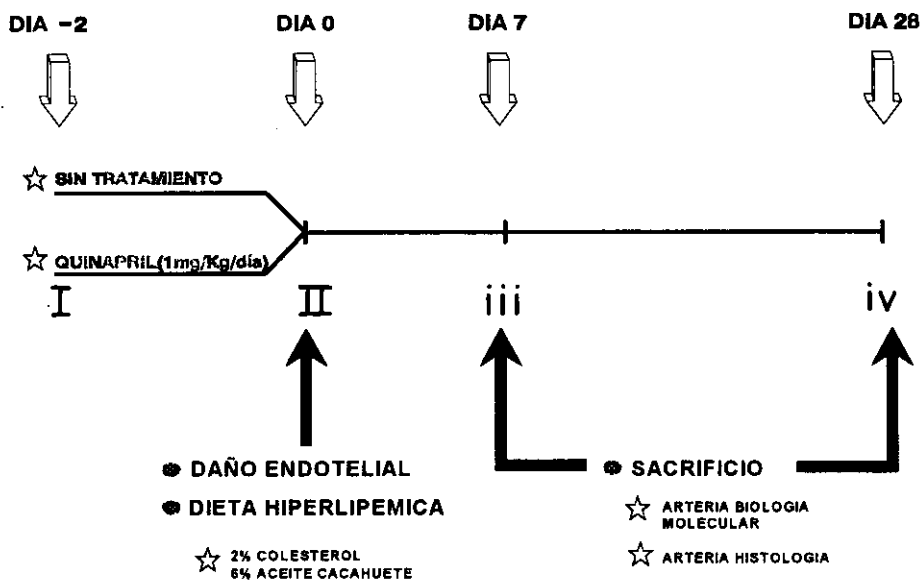 DIA -2
DIA 0
DIA 7
DIA 28
SIN TRATAMIENTO
QUINAPRIL(1mg/Kg/día)
I
II
iii
iv
DAÑO ENDOTELIAL
DIETA HIPERLIPEMICA
2% COLESTEROL
6% ACEITE CACAHUETE
SACRIFICIO
ARTERIA BIOLOGIA
MOLECULAR
ARTERIA HISTOLOGIA